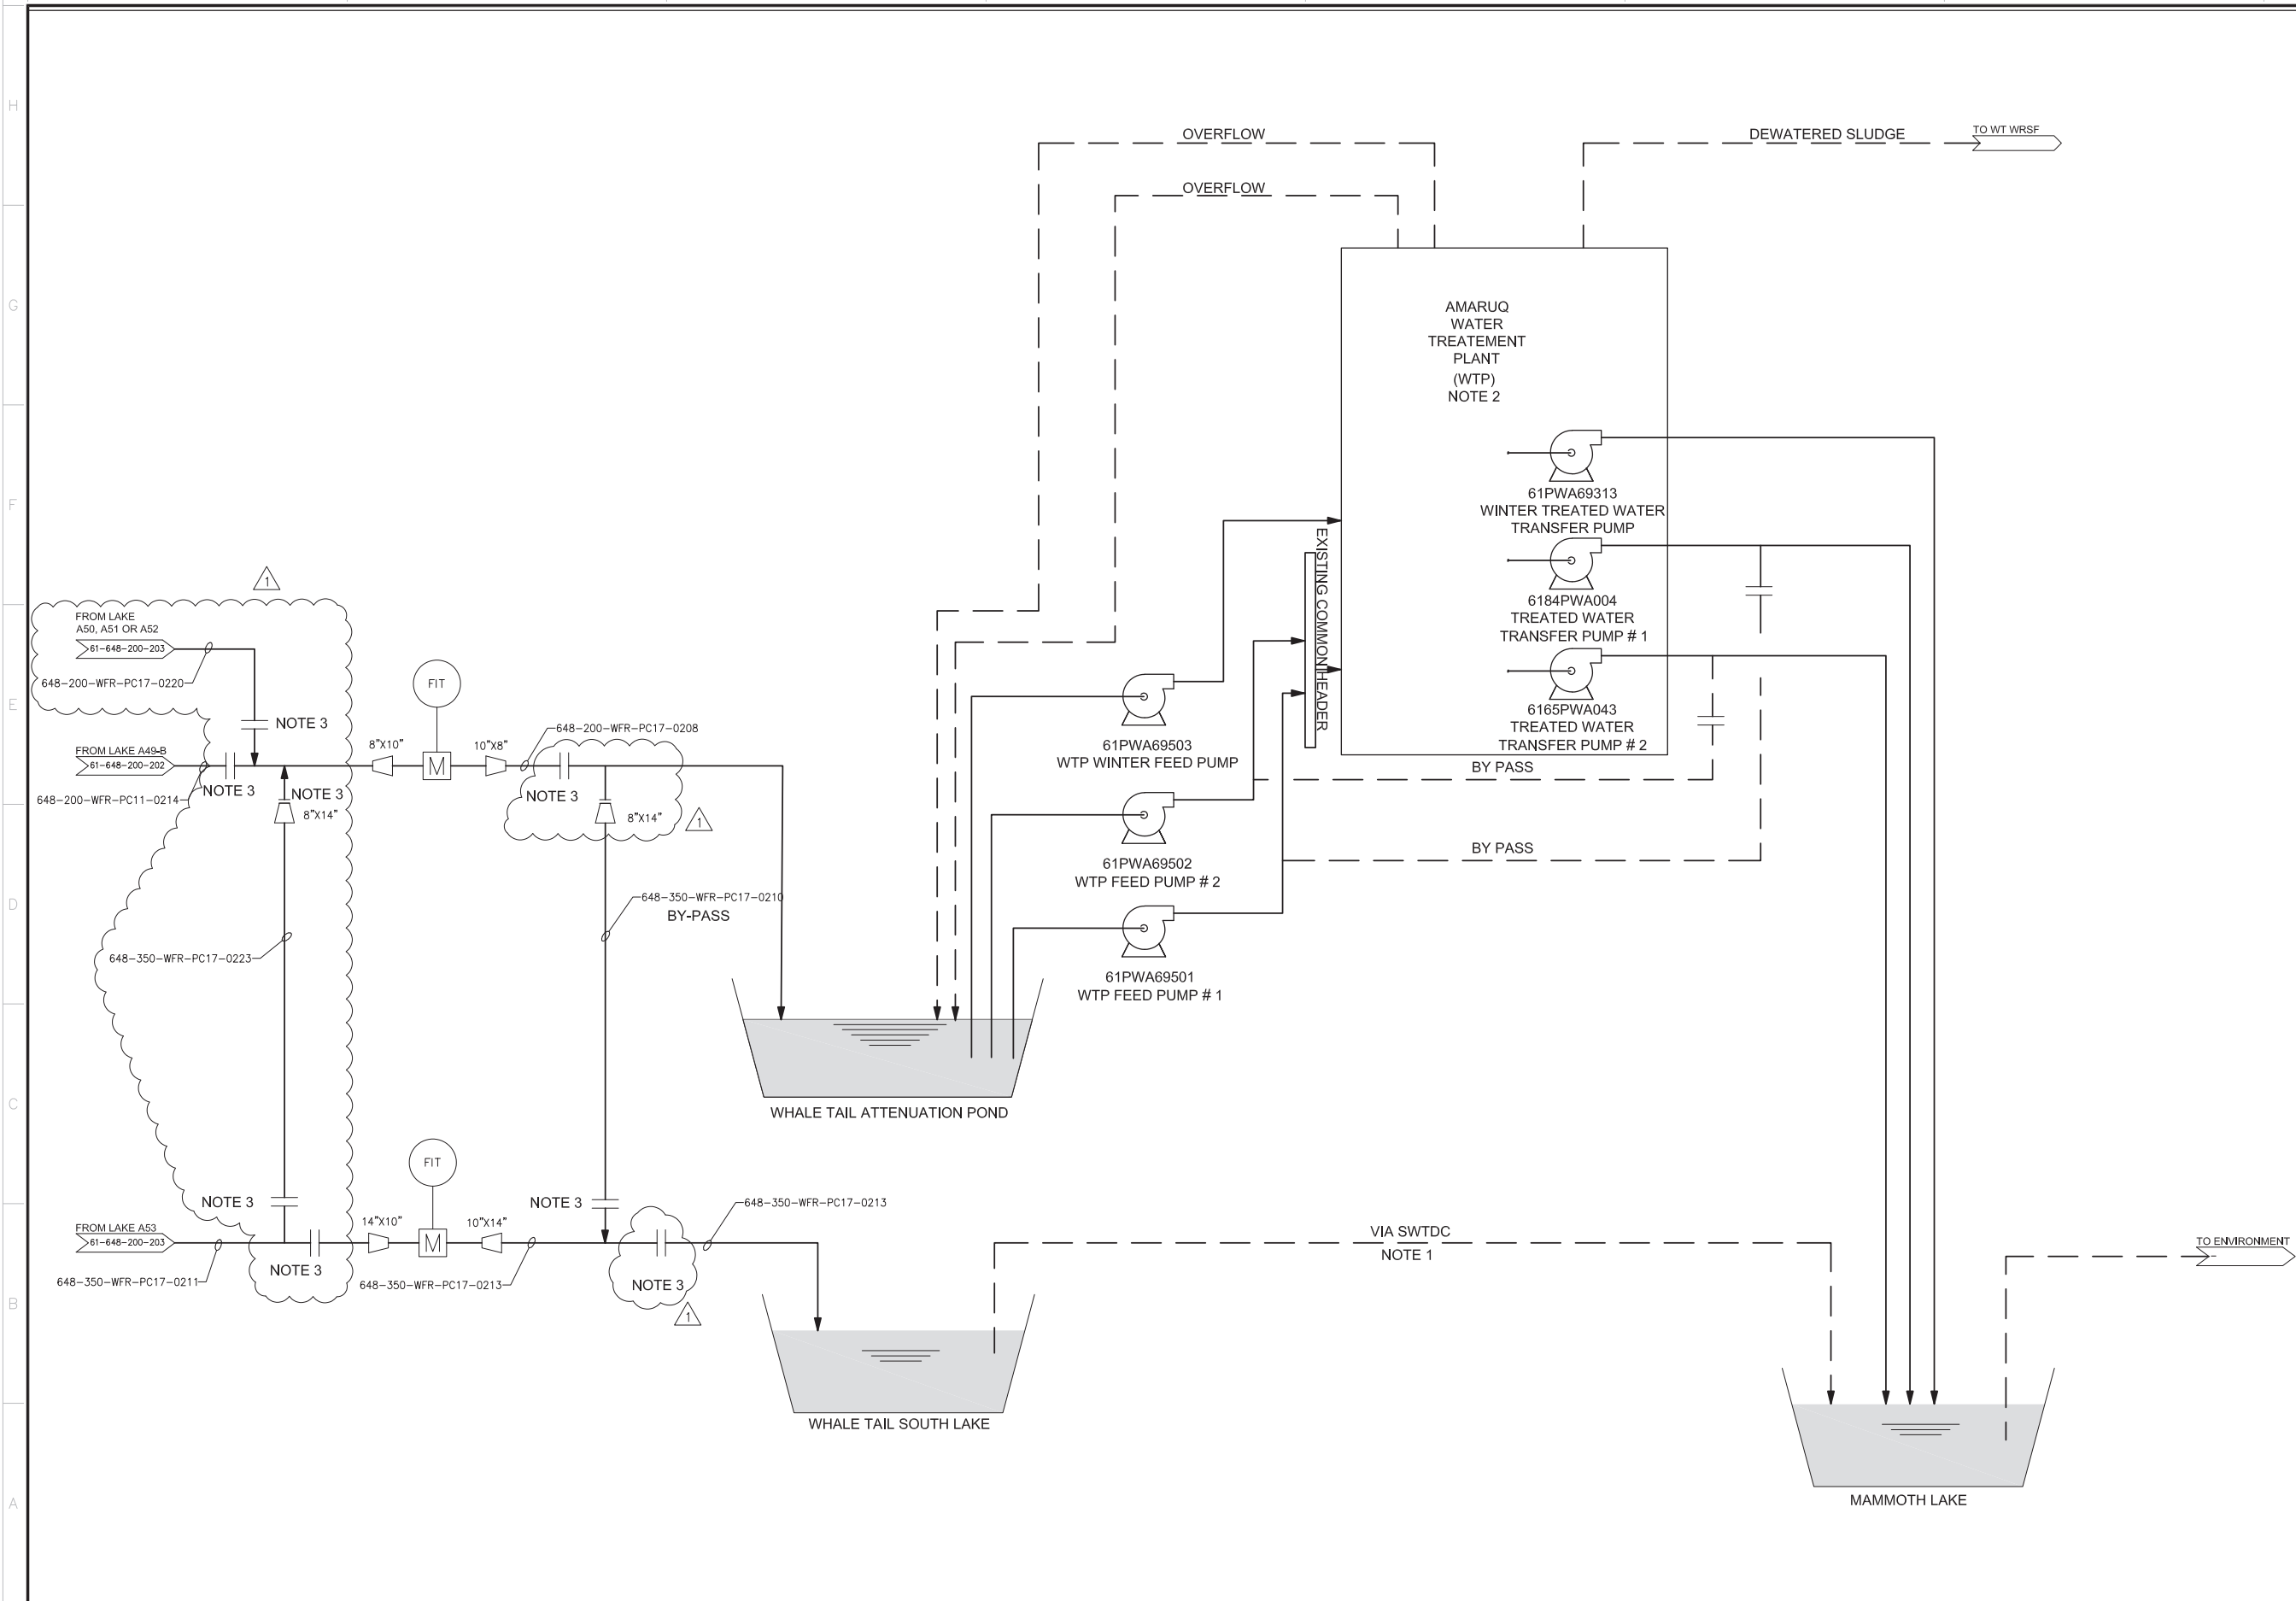 H
G
F
E
D
C
B
A
OVERFLOW
OVERFLOW
DEWATERED SLUDGE
TO WT WRSF
AMARUQ
WATER
TREATEMENT
PLANT
(WTP)
NOTE 2
61PWA69313
WINTER TREATED WATER
TRANSFER PUMP
6184PWA004
TREATED WATER
TRANSFER PUMP # 1
6165PWA043
TREATED WATER
TRANSFER PUMP # 2
EXISTING COMMON HEADER
BY PASS
BY PASS
61PWA69503
WTP WINTER FEED PUMP
61PWA69502
WTP FEED PUMP # 2
61PWA69501
WTP FEED PUMP # 1
1
FROM LAKE
A50, A51 OR A52
61-648-200-203
648-200-WFR-PC17-0220
NOTE 3
FROM LAKE A49-B
61-648-200-202
648-200-WFR-PC11-0214
NOTE 3
NOTE 3
8"X14"
8"X10"
FIT
M
10"X8"
648-200-WFR-PC17-0208
NOTE 3
8"X14"
1
648-350-WFR-PC17-0210
BY-PASS
648-350-WFR-PC17-0223
WHALE TAIL ATTENUATION POND
NOTE 3
FROM LAKE A53
61-648-200-203
648-350-WFR-PC17-0211
NOTE 3
14"X10"
FIT
M
10"X14"
648-350-WFR-PC17-0213
NOTE 3
NOTE 3
1
648-350-WFR-PC17-0213
WHALE TAIL SOUTH LAKE
VIA SWTDC
NOTE 1
TO ENVIRONMENT
-
MAMMOTH LAKE